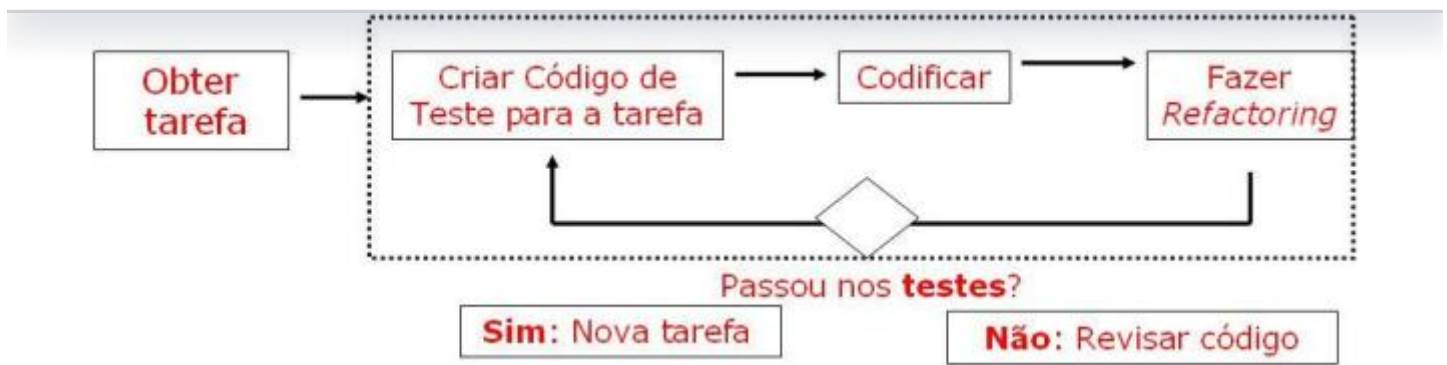 Obter
tarefa
Criar Código de
Teste para a tarefa
Codificar
Fazer
Refactoring
Passou nos testes?
Sim: Nova tarefa
Não: Revisar código